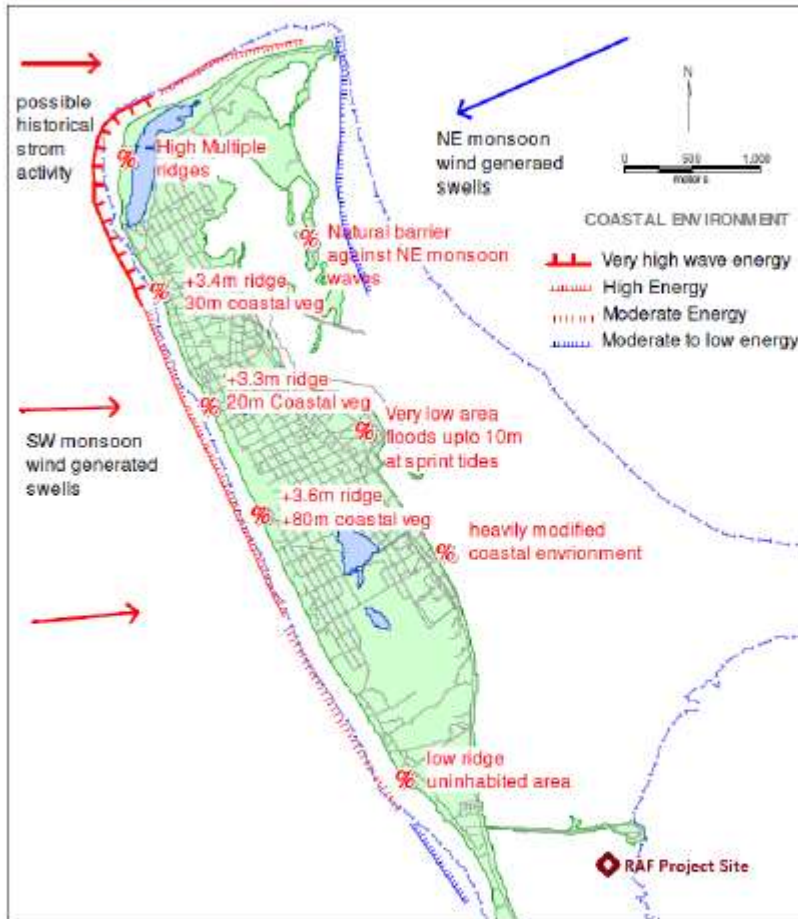 possible
historical
strom
activity
NE monsoon
wind generaed
swells
N
0 500 1,000
meters
COASTAL ENVIRONMENT
Very high wave energy
High Energy
Moderate Energy
Moderate to low energy
High Multiple
ridges
Natural barrier
against NE monsoon
waves
+3.4m ridge
30m coastal veg
+3.3m ridge
20m Coastal veg
Very low area
floods upto 10m
at sprint tides
SW monsoon
wind generated
swells
+3.6m ridge
+80m coastal veg
heavily modified
coastal envrionment
low ridge
uninhabited area
RAF Project Site